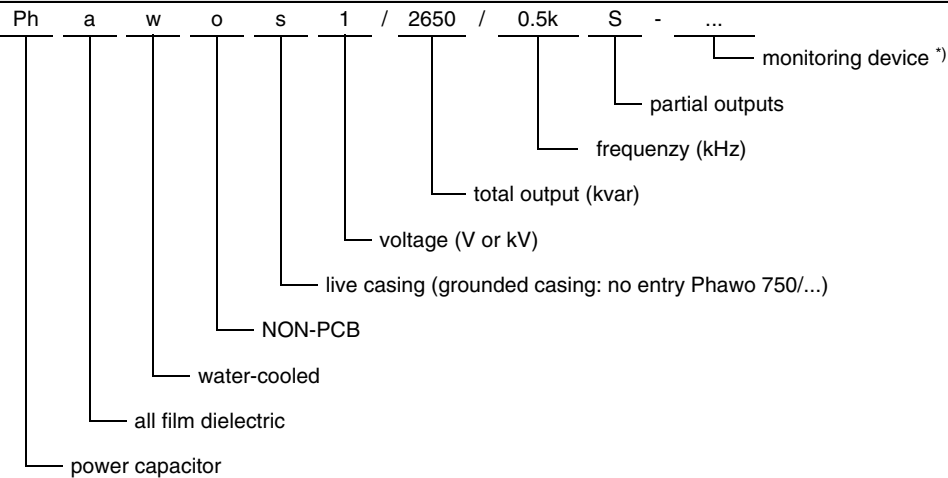 Ph a w o s 1 / 2650 / 0.5k S - ...
monitoring device *)
partial outputs
frequenzy (kHz)
total output (kvar)
voltage (V or kV)
live casing (grounded casing: no entry Phawo 750/...)
NON-PCB
water-cooled
all film dielectric
power capacitor